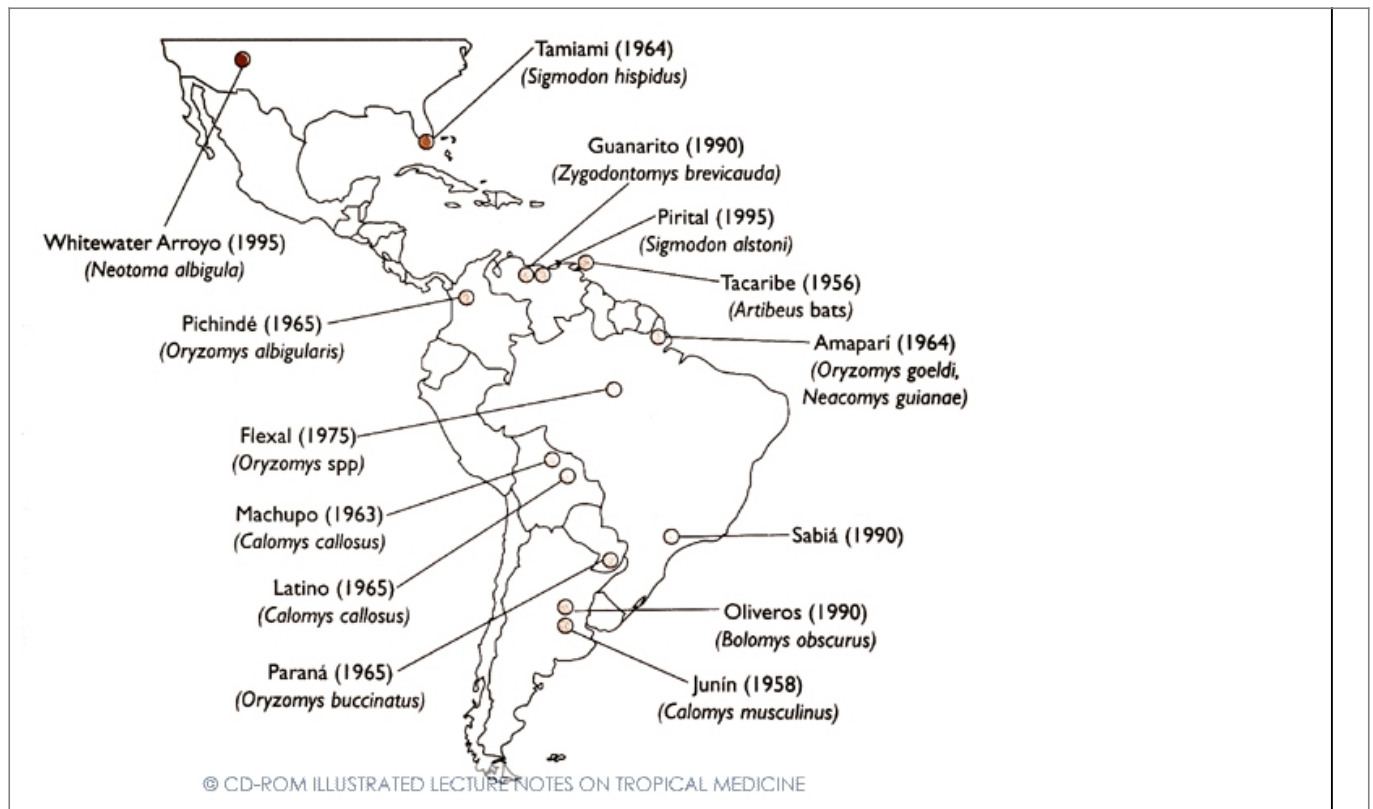 Tamiami (1964)
(Sigmodon hispidus)
Guanarito (1990)
(Zygodontomys brevicauda)
Pirital (1995)
(Sigmodon alstoni)
Whitewater Arroyo (1995)
(Neotoma albigula)
Tacaribe (1956)
(Artibeus bats)
Pichindé (1965)
(Oryzomys albigularis)
Amaparí (1964)
(Oryzomys goeldi,
Neacomys guianae)
Flexal (1975)
(Oryzomys spp)
Machupo (1963)
(Calomys callosus)
Sabiá (1990)
Latino (1965)
(Calomys callosus)
Oliveros (1990)
(Bolomys obscurus)
Paraná (1965)
(Oryzomys buccinatus)
Junín (1958)
(Calomys musculinus)
© CD-ROM ILLUSTRATED LECTURE NOTES ON TROPICAL MEDICINE